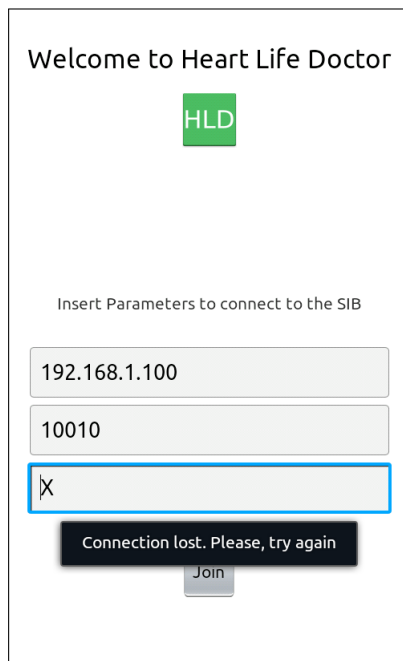 Welcome to Heart Life Doctor
HLD
Insert Parameters to connect to the SIB
192.168.1.100
10010
X
Connection lost. Please, try again
Join